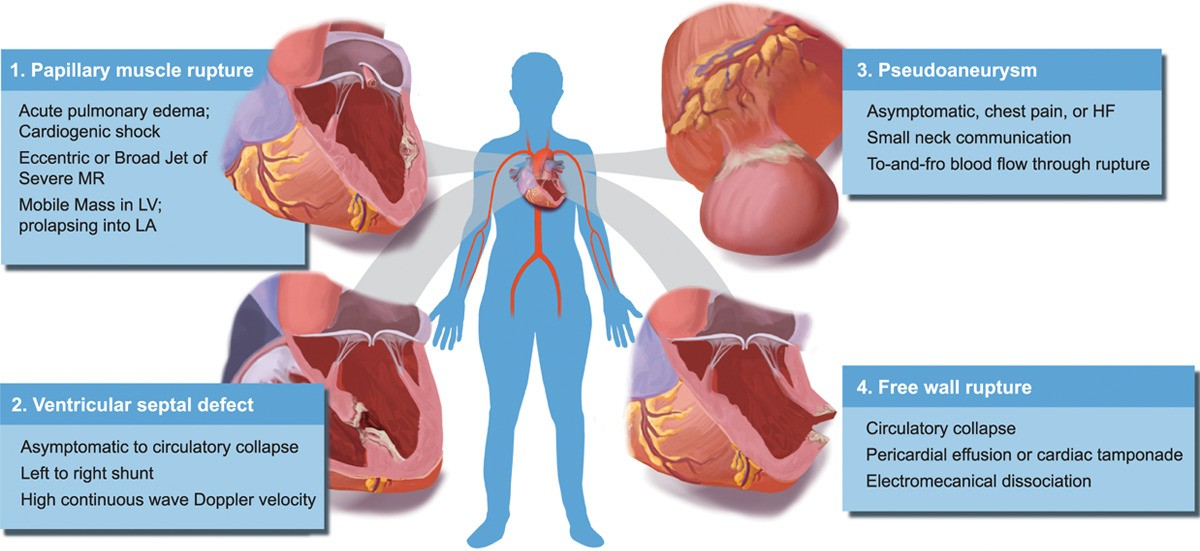 1. Papillary muscle rupture
Acute pulmonary edema;
Cardiogenic shock
Eccentric or Broad Jet of
Severe MR
Mobile Mass in LV;
prolapsing into LA
2. Ventricular septal defect
Asymptomatic to circulatory collapse
Left to right shunt
High continuous wave Doppler velocity
3. Pseudoaneurysm
Asymptomatic, chest pain, or HF
Small neck communication
To-and-fro blood flow through rupture
4. Free wall rupture
Circulatory collapse
Pericardial effusion or cardiac tamponade
Electromecanical dissociation